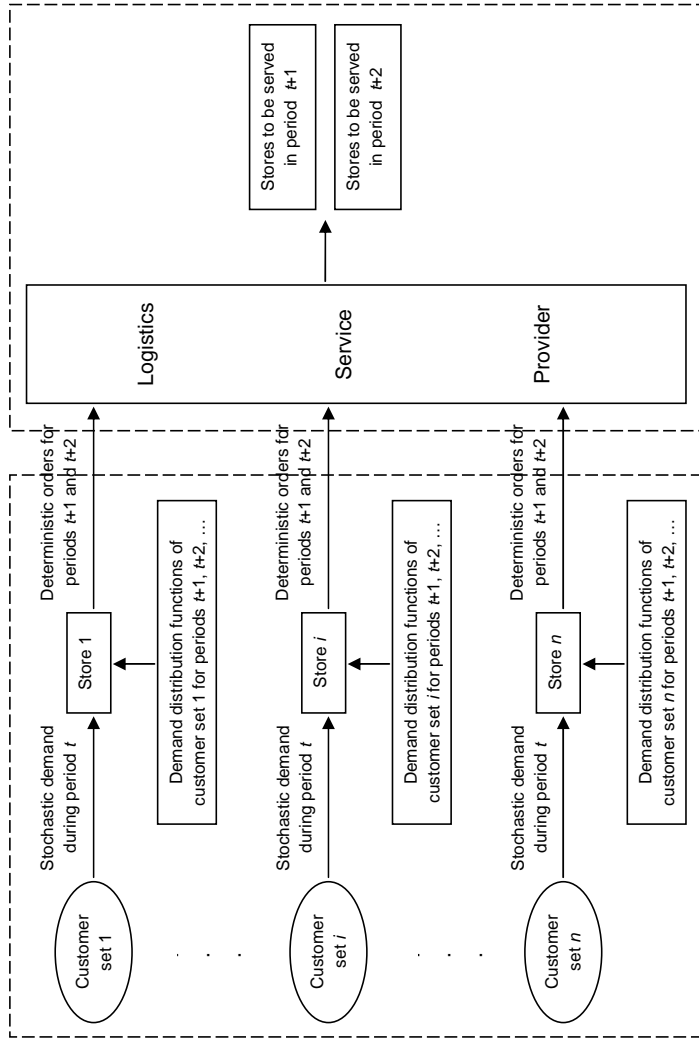 Customer
set 1
Stochastic demand
during period t
Store 1
Demand distribution functions of
customer set 1 for periods t+1, t+2, …
Deterministic orders for
periods t+1 and t+2
. . .
Customer
set i
Stochastic demand
during period t
Store i
Demand distribution functions of
customer set i for periods t+1, t+2, …
Deterministic orders for
periods t+1 and t+2
. . .
Customer
set n
Stochastic demand
during period t
Store n
Demand distribution functions of
customer set n for periods t+1, t+2, …
Deterministic orders for
periods t+1 and t+2
Logistics
Service
Provider
Stores to be served
in period t+1
Stores to be served
in period t+2